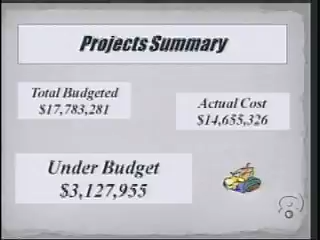 Projects Summary
Total Budgeted
$17,783,281
Actual Cost
$14,655,326
Under Budget
$3,127,955